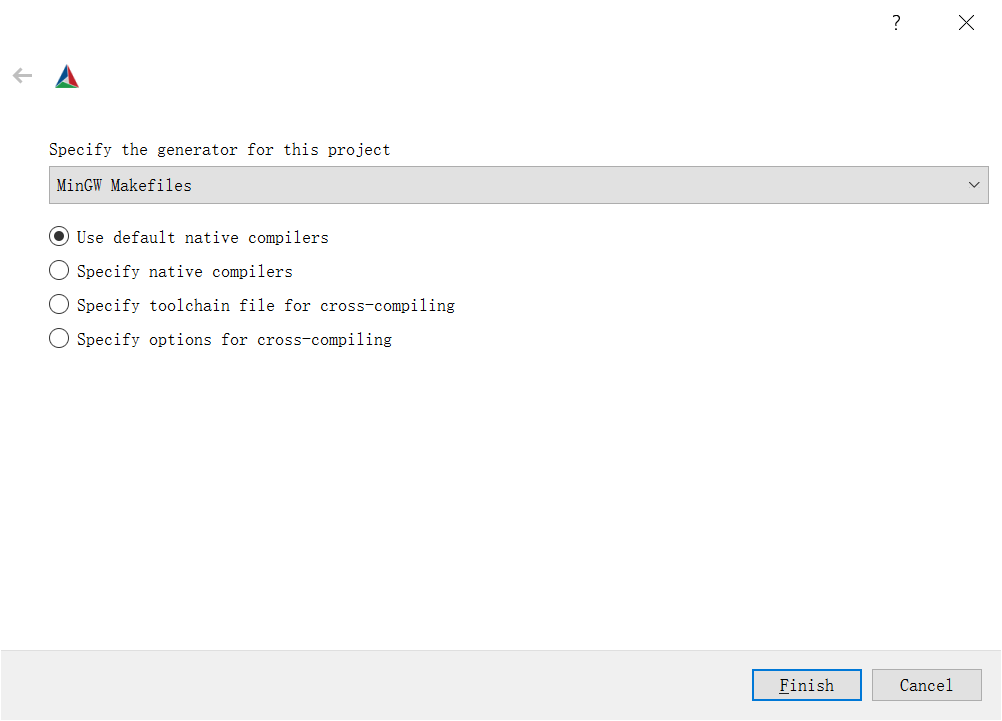 ?
Specify the generator for this project
MinGW Makefiles
Use default native compilers
Specify native compilers
Specify toolchain file for cross-compiling
Specify options for cross-compiling
Finish
Cancel